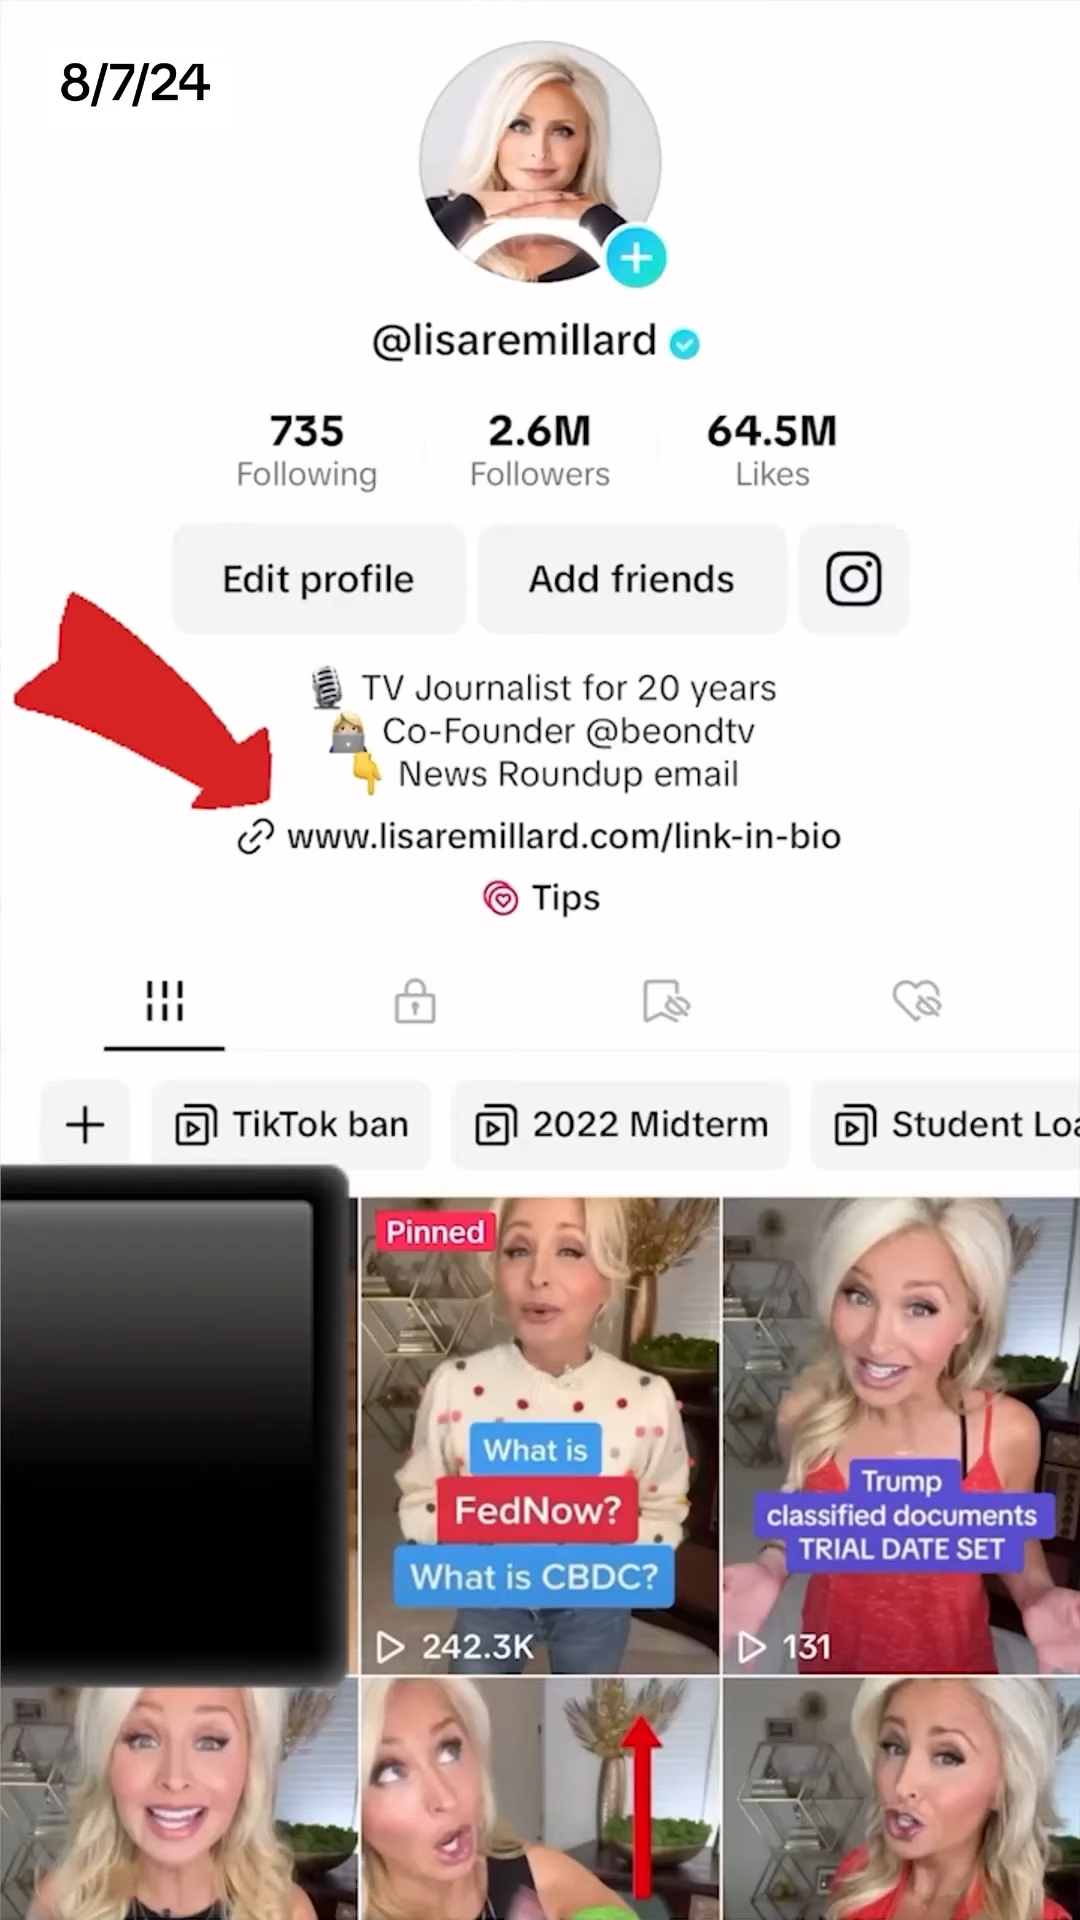 8/7/24
@lisaremillard
735
2.6M
64.5M
Following
Followers
Likes
Edit profile
Add friends
TV Journalist for 20 years
Co-Founder @beondtv
News Roundup email
www.lisaremillard.com/link-in-bio
Tips
TikTok ban
2022 Midterm
Student Loa
Pinned
What is
FedNow?
What is CBDC?
242.3K
Trump
classified documents
TRIAL DATE SET
131